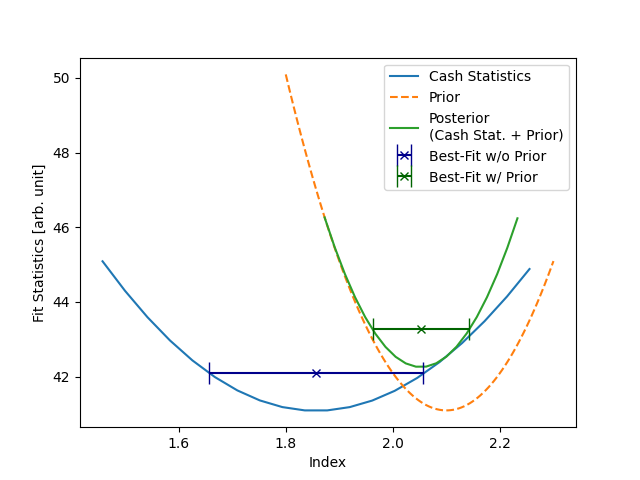 50
48
46
44
42
Fit Statistics [arb. unit]
Cash Statistics
Prior
Posterior
(Cash Stat. + Prior)
Best-Fit w/o Prior
Best-Fit w/ Prior
1.6
1.8
2.0
2.2
Index